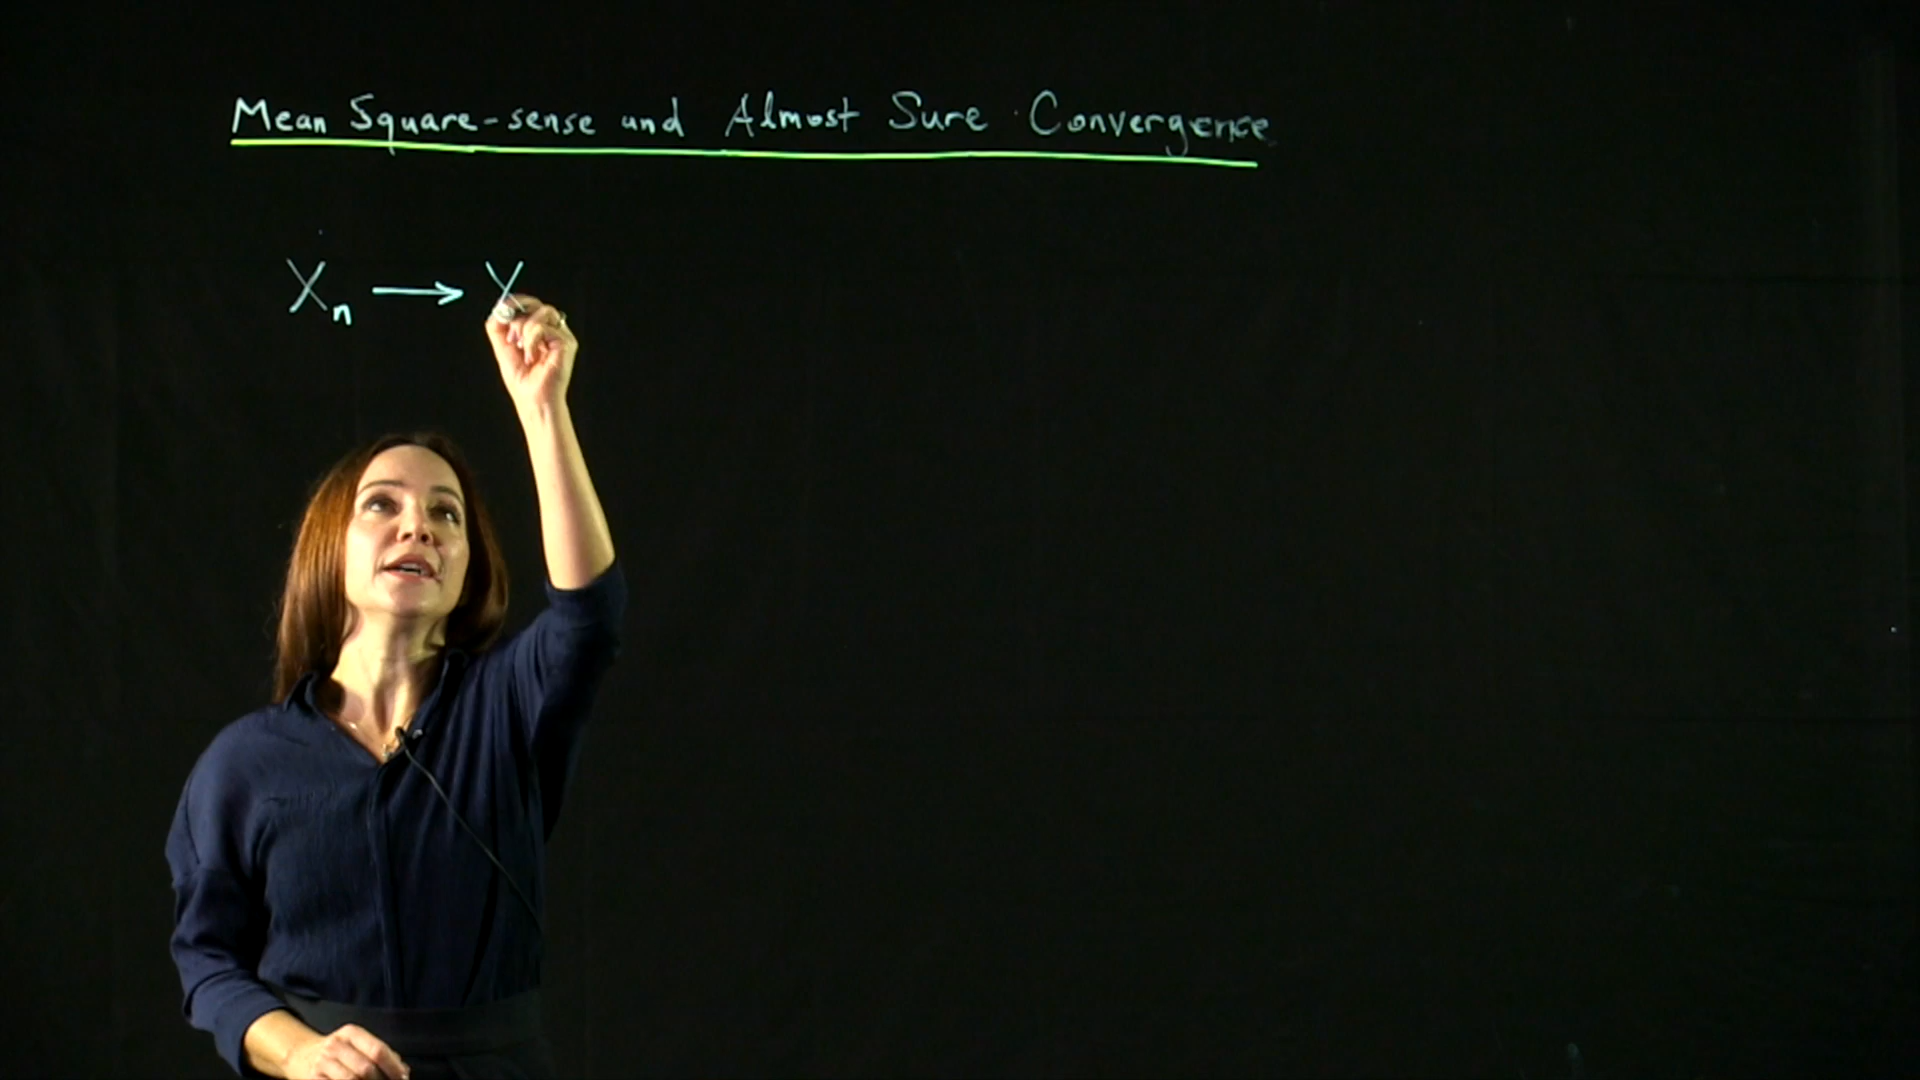 Mean Square-sense and Almost Sure Convergence
Xn → X